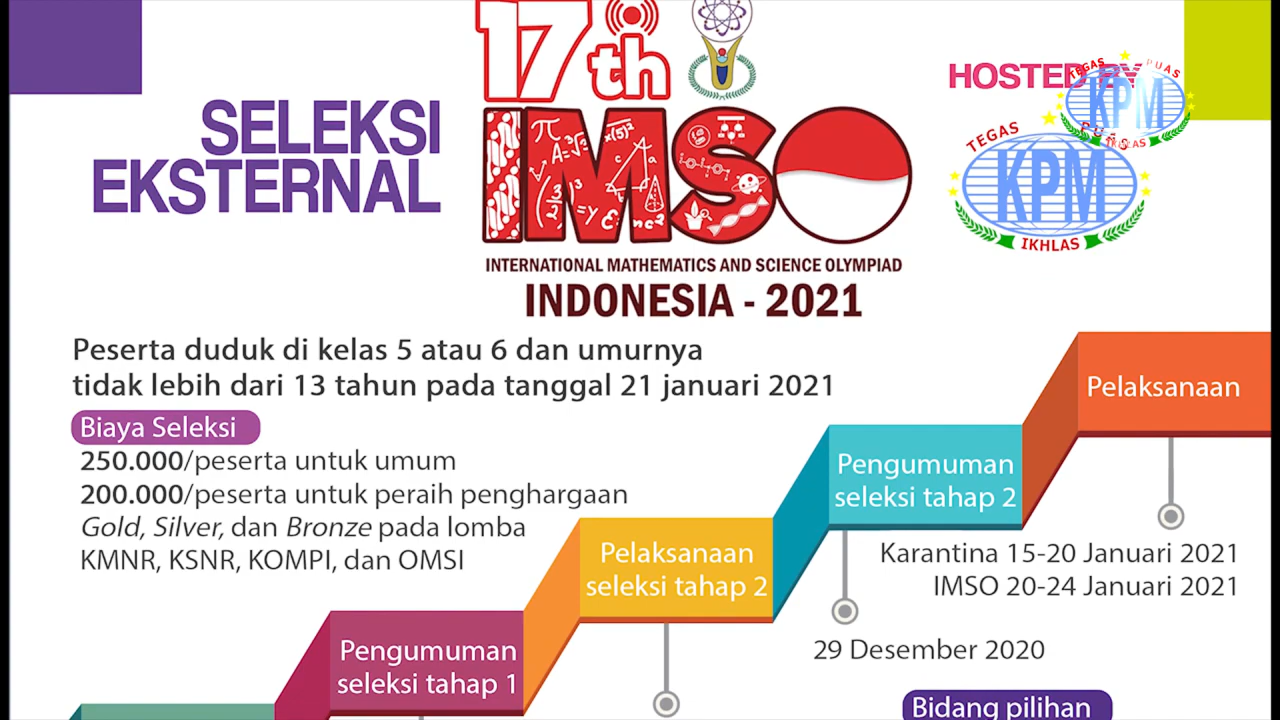 17th
SELEKSI
EKSTERNAL
IMSO
INTERNATIONAL MATHEMATICS AND SCIENCE OLYMPIAD
INDONESIA - 2021
HOSTED BY
TEGAS PUAS
KPM
IKHLAS
TEGAS PUAS
KPM
IKHLAS
Peserta duduk di kelas 5 atau 6 dan umurnya
tidak lebih dari 13 tahun pada tanggal 21 januari 2021
Biaya Seleksi
250.000/peserta untuk umum
200.000/peserta untuk peraih penghargaan
Gold, Silver, dan Bronze pada lomba
KMNR, KSNR, KOMPI, dan OMSI
Pelaksanaan
Pengumuman
seleksi tahap 2
Karantina 15-20 Januari 2021
IMSO 20-24 Januari 2021
Pelaksanaan
seleksi tahap 2
29 Desember 2020
Pengumuman
seleksi tahap 1
Bidang pilihan